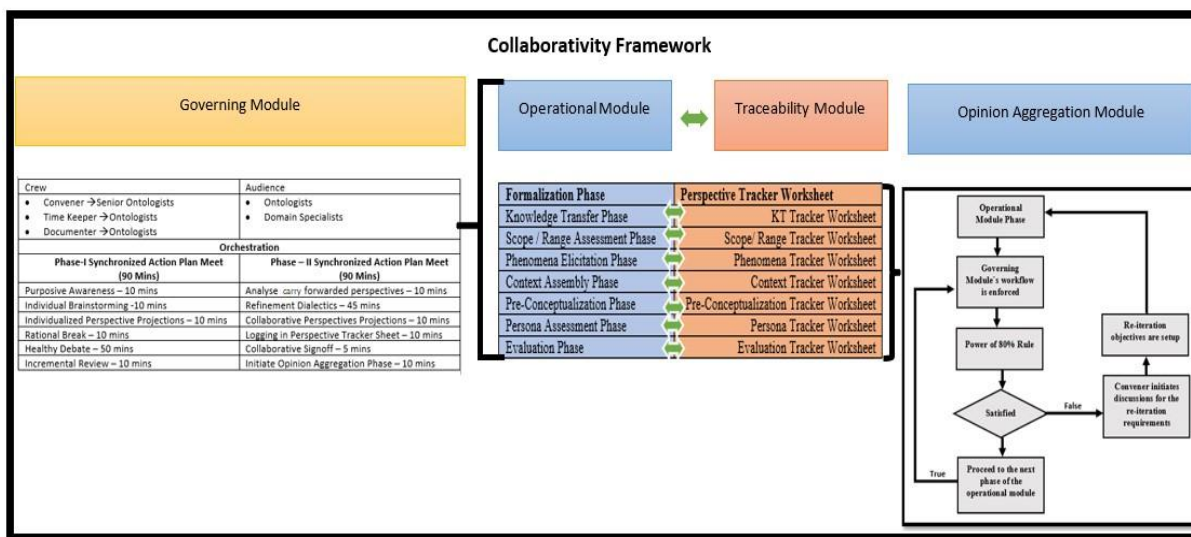 Collaborativity Framework
Governing Module
Operational Module
Traceability Module
Opinion Aggregation Module
Crew
• Convener →Senior Ontologists
• Time Keeper →Ontologists
• Documenter →Ontologists
Audience
• Ontologists
• Domain Specialists
Orchestration
Phase-I Synchronized Action Plan Meet
(90 Mins)
Phase – II Synchronized Action Plan Meet
(90 Mins)
Purposive Awareness – 10 mins
Analyse carry forwarded perspectives – 10 mins
Individual Brainstorming -10 mins
Refinement Dialectics – 45 mins
Individualized Perspective Projections – 10 mins
Collaborative Perspectives Projections – 10 mins
Rational Break – 10 mins
Logging in Perspective Tracker Sheet – 10 mins
Healthy Debate – 50 mins
Collaborative Signoff – 5 mins
Incremental Review – 10 mins
Initiate Opinion Aggregation Phase – 10 mins
Formalization Phase
Perspective Tracker Worksheet
Knowledge Transfer Phase
KT Tracker Worksheet
Scope / Range Assessment Phase
Scope/ Range Tracker Worksheet
Phenomena Elicitation Phase
Phenomena Tracker Worksheet
Context Assembly Phase
Context Tracker Worksheet
Pre-Conceptualization Phase
Pre-Conceptualization Tracker Worksheet
Persona Assessment Phase
Persona Tracker Worksheet
Evaluation Phase
Evaluation Tracker Worksheet
Operational
Module Phase
Governing
Module`s workflow
is enforced
Power of 80% Rule
Satisfied
False
True
Proceed to the next
phase of the
operational module
Re-iteration
objectives are setup
Convener initiates
discussions for the
re-iteration
requirements